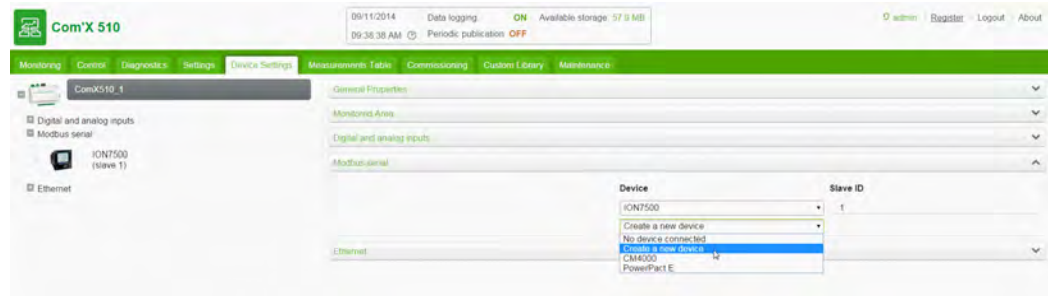 Com'X 510
09/11/2014 Data logging ON Available storage 57.9 MB
09:38:38 AM Periodic publication OFF
admin Register Logout About
Monitoring Control Diagnostics Settings Device Settings Measurements Table Commissioning Custom Library Maintenance
ComX510_1
Digital and analog inputs
Modbus serial
ION7500
(slave 1)
Ethernet
General Properties
Monitored Area
Digital and analog inputs
Modbus serial
Device Slave ID
ION7500 1
Create a new device
No device connected
Create a new device
CM4000
PowerPact E
Ethernet